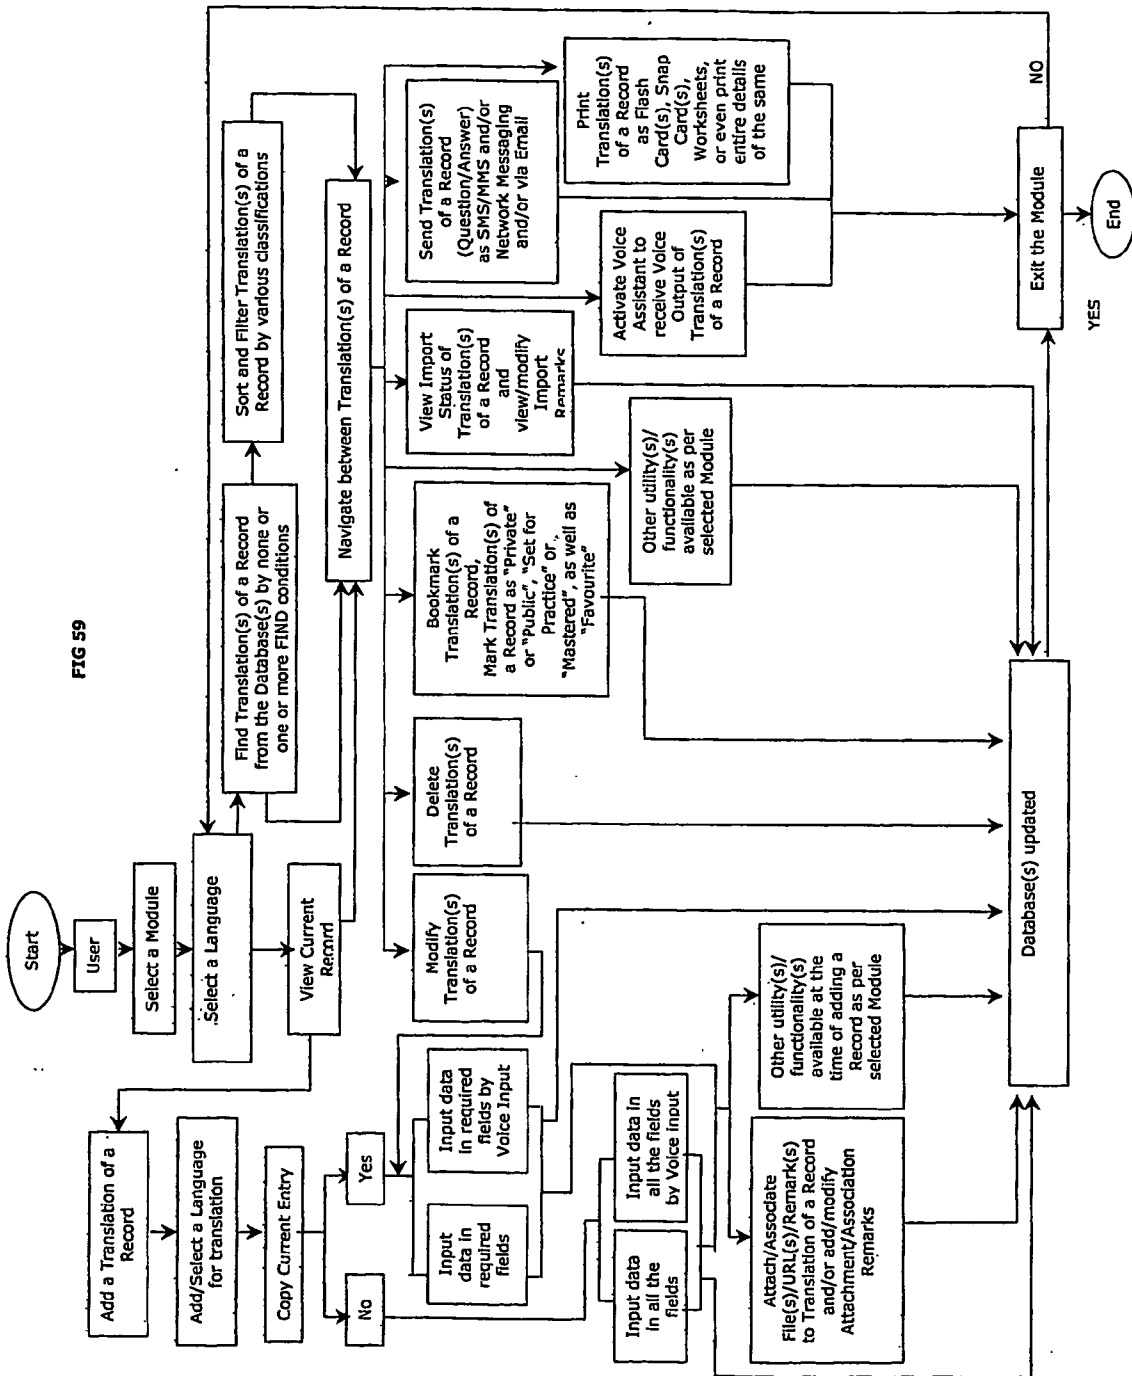 FIG 59
Start
User
Select a Module
Select a Language
View Current
Record
Find Translation(s) of a Record
from the Database(s) by none or
one or more FIND conditions
Sort and Filter Translation(s) of a
Record by various classifications
Navigate between Translation(s) of a Record
Add a Translation of a
Record
Add/Select a Language
for translation
Copy Current Entry
No
Yes
Input
data in
required
fields
Input data
in required
fields by
Voice Input
Input data
in all the
fields
Input data in
all the fields
by Voice input
Modify
Translation(s)
of a Record
Delete
Translation(s)
of a Record
Bookmark
Translation(s) of a
Record,
Mark Translation(s) of
a Record as "Private"
or "Public", "Set for
Practice" or
"Mastered", as well as
"Favourite"
Other utility(s)/
functionality(s)
available as per
selected Module
View Import
Status of
Translation(s)
of a Record
and
view/modify
Import
Remarks
Activate Voice
Assistant to
receive Voice
Output of
Translation(s)
of a Record
Send Translation(s)
of a Record
(Question/Answer)
as SMS/MMS and/or
Network Messaging
and/or via Email
Print
Translation(s)
of a Record
as Flash
Card(s), Snap
Card(s),
Worksheets,
or even print
entire details
of the same
Attach/Associate
File(s)/URL(s)/Remark(s)
to Translation of a Record
and/or add/modify
Attachment/Association
Remarks
Other utility(s)/
functionality(s)
available at the
time of adding a
Record as per
selected Module
Database(s) updated
Exit the Module
NO
YES
End